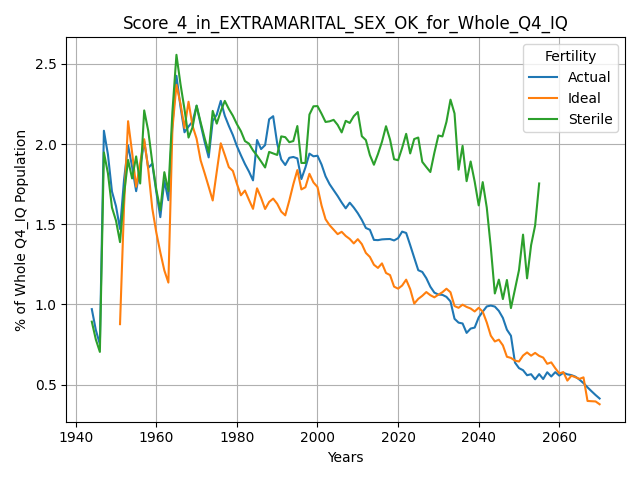 Score_4_in_EXTRAMARITAL_SEX_OK_for_Whole_Q4_IQ
% of Whole Q4_IQ Population
2.5
2.0
1.5
1.0
0.5
Fertility
Actual
Ideal
Sterile
1940 1960 1980 2000 2020 2040 2060
Years